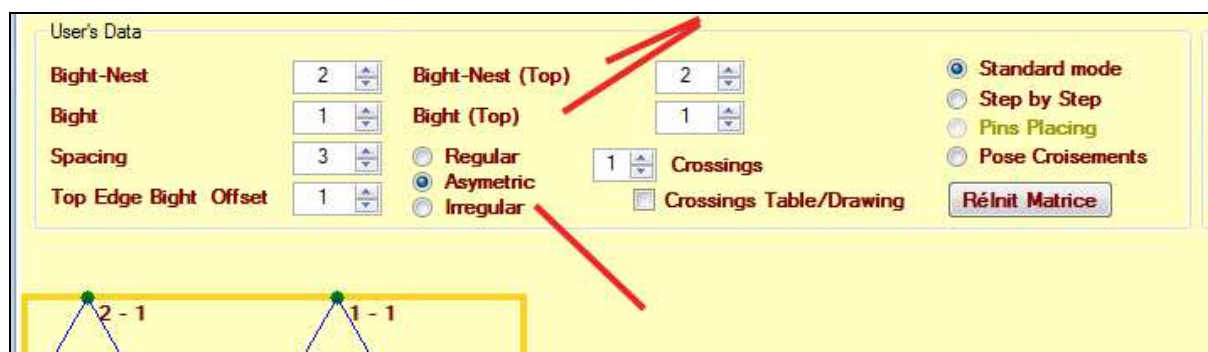 User's Data
Bight-Nest 2 Bight-Nest (Top) 2 Standard mode
Bight 1 Bight (Top) 1 Step by Step
Pins Placing
Spacing 3 Regular 1 Crossings Pose Croisements
Asymetric
Top Edge Bight Offset 1 Irregular Crossings Table/Drawing RéInit Matrice
2 - 1 1 - 1